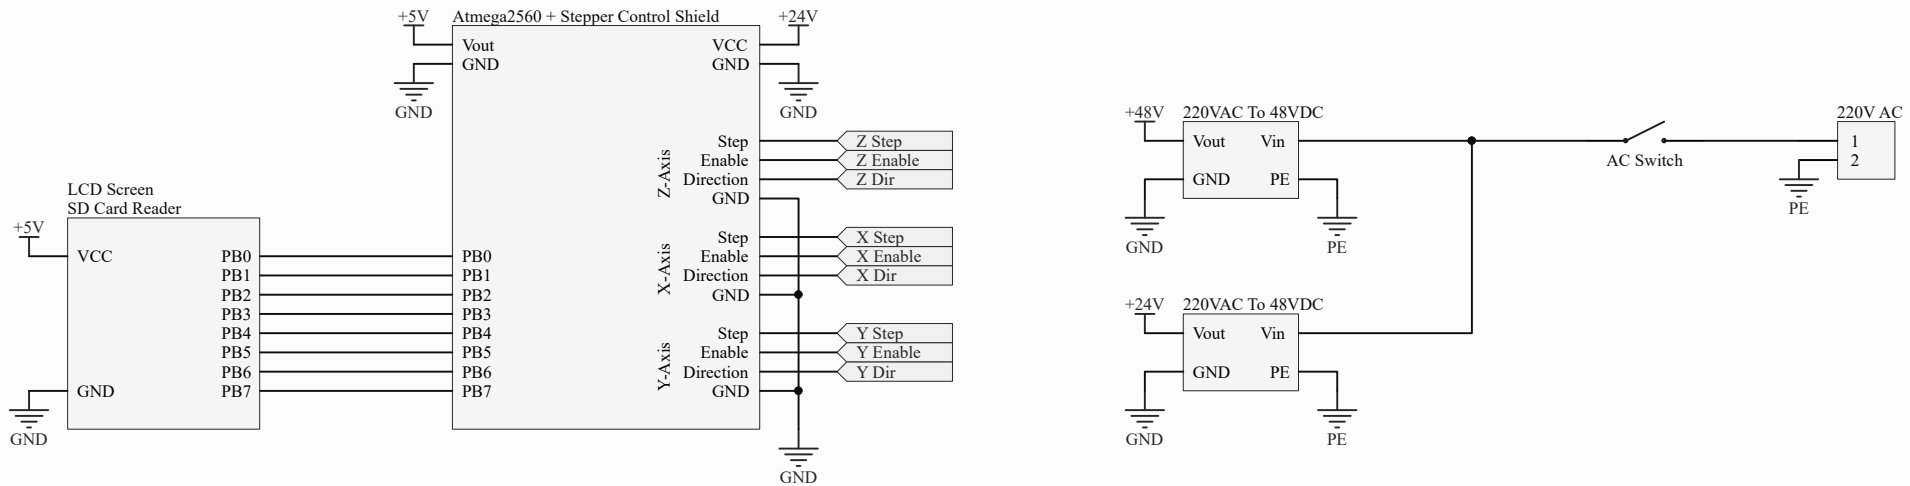 +5V
Atmega2560 + Stepper Control Shield
+24V
Vout
VCC
GND
GND
GND
GND
Z-Axis
Step
Z Step
Enable
Z Enable
Direction
Z Dir
GND
X-Axis
Step
X Step
Enable
X Enable
Direction
X Dir
GND
Y-Axis
Step
Y Step
Enable
Y Enable
Direction
Y Dir
GND
GND
PB0
PB1
PB2
PB3
PB4
PB5
PB6
PB7
LCD Screen
SD Card Reader
+5V
VCC
GND
GND
PB0
PB1
PB2
PB3
PB4
PB5
PB6
PB7
+48V
220VAC To 48VDC
Vout
Vin
GND
PE
GND
PE
+24V
220VAC To 48VDC
Vout
Vin
GND
PE
GND
PE
AC Switch
220V AC
1
2
PE